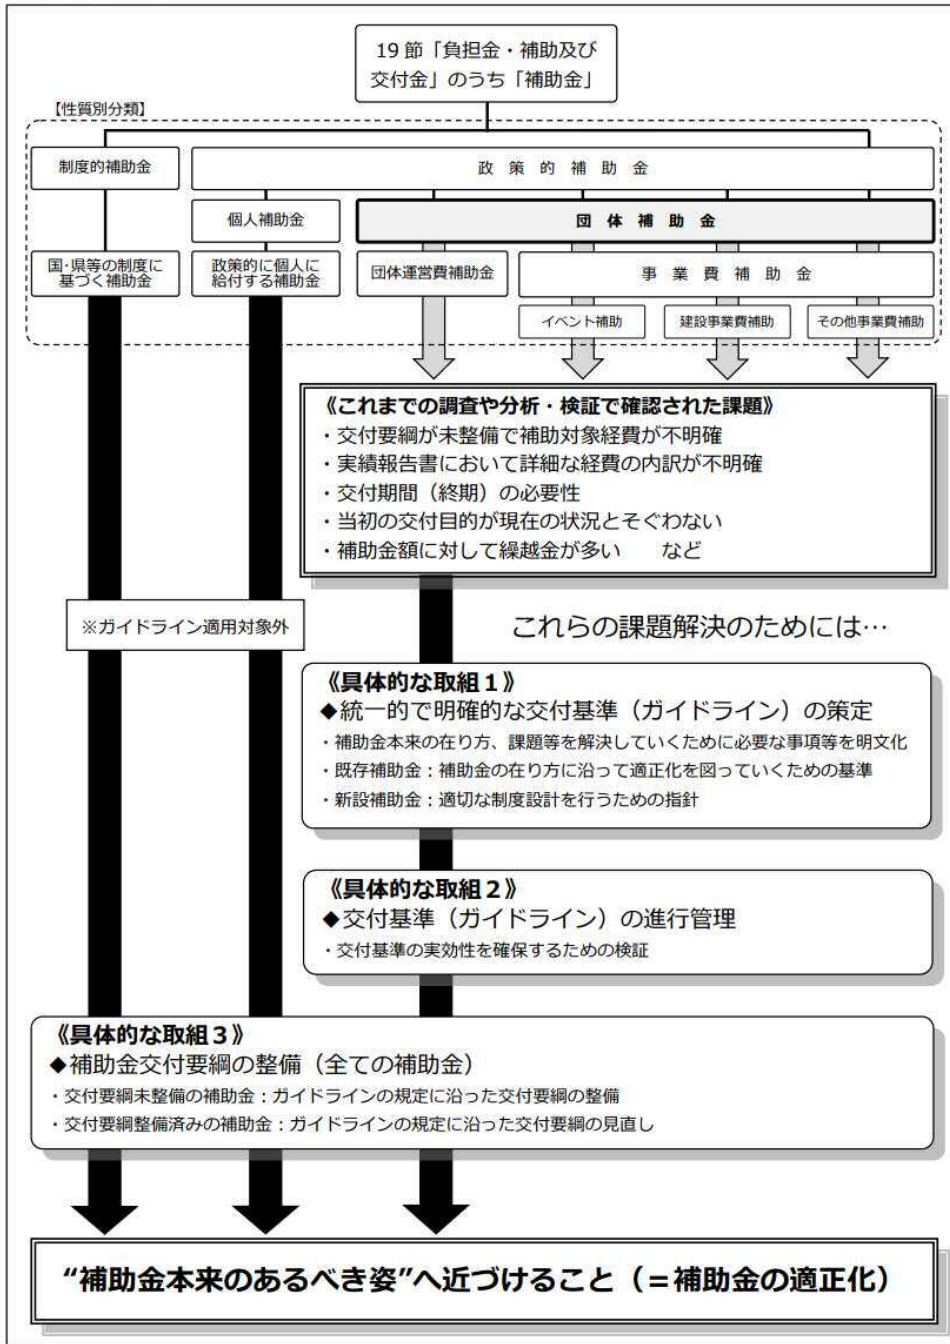 19節「負担金・補助及び
交付金」のうち「補助金」
【性質別分類】
制度的補助金
政策的補助金
個人補助金
団体補助金
国・県等の制度に
基づく補助金
政策的に個人に
給付する補助金
団体運営費補助金
事業費補助金
イベント補助
建設事業費補助
その他事業費補助
《これまでの調査や分析・検証で確認された課題》
・交付要綱が未整備で補助対象経費が不明確
・実績報告書において詳細な経費の内訳が不明確
・交付期間（終期）の必要性
・当初の交付目的が現在の状況とそぐわない
・補助金額に対して繰越金が多い　　など
※ガイドライン適用対象外
これらの課題解決のためには…
《具体的な取組１》
◆統一的で明確的な交付基準（ガイドライン）の策定
・補助金本来の在り方、課題等を解決していくために必要な事項等を明文化
・既存補助金：補助金の在り方に沿って適正化を図っていくための基準
・新設補助金：適切な制度設計を行うための指針
《具体的な取組２》
◆交付基準（ガイドライン）の進行管理
・交付基準の実効性を確保するための検証
《具体的な取組３》
◆補助金交付要綱の整備（全ての補助金）
・交付要綱未整備の補助金：ガイドラインの規定に沿った交付要綱の整備
・交付要綱整備済みの補助金：ガイドラインの規定に沿った交付要綱の見直し
“補助金本来のあるべき姿”へ近づけること（＝補助金の適正化）